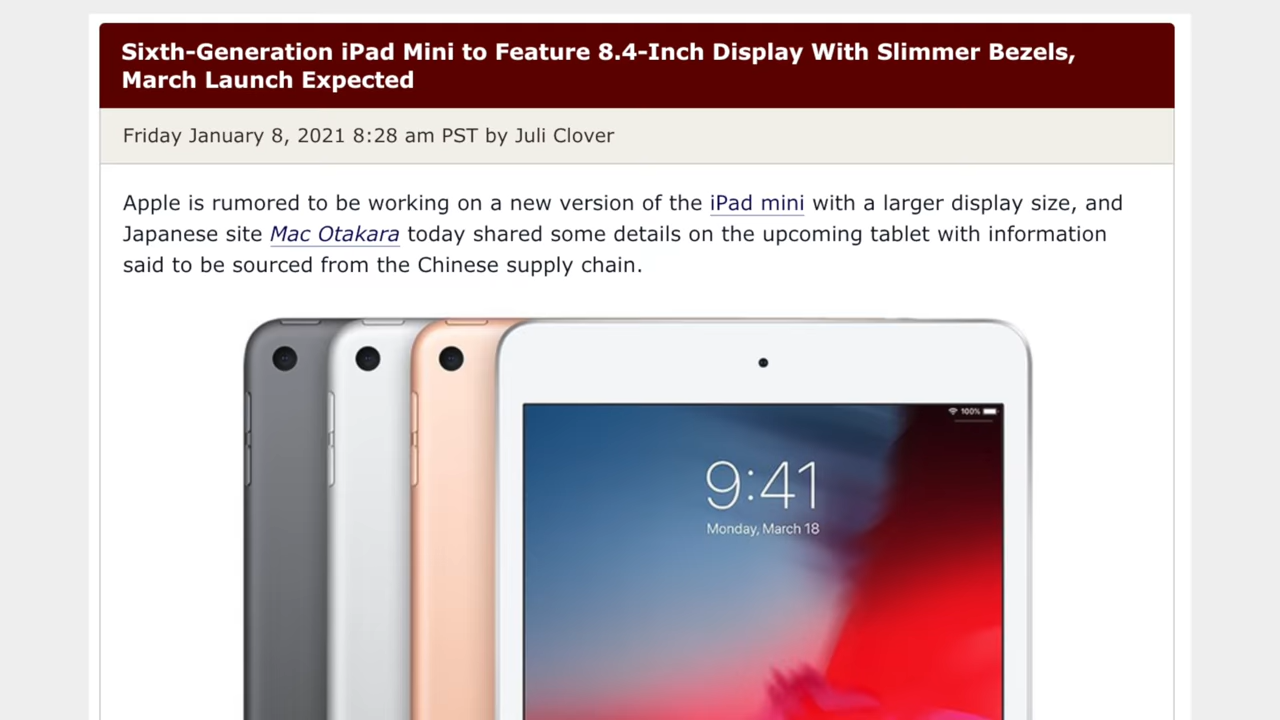 Sixth-Generation iPad Mini to Feature 8.4-Inch Display With Slimmer Bezels,
March Launch Expected
Friday January 8, 2021 8:28 am PST by Juli Clover
Apple is rumored to be working on a new version of the iPad mini with a larger display size, and
Japanese site Mac Otakara today shared some details on the upcoming tablet with information
said to be sourced from the Chinese supply chain.
100%
9:41
Monday, March 18